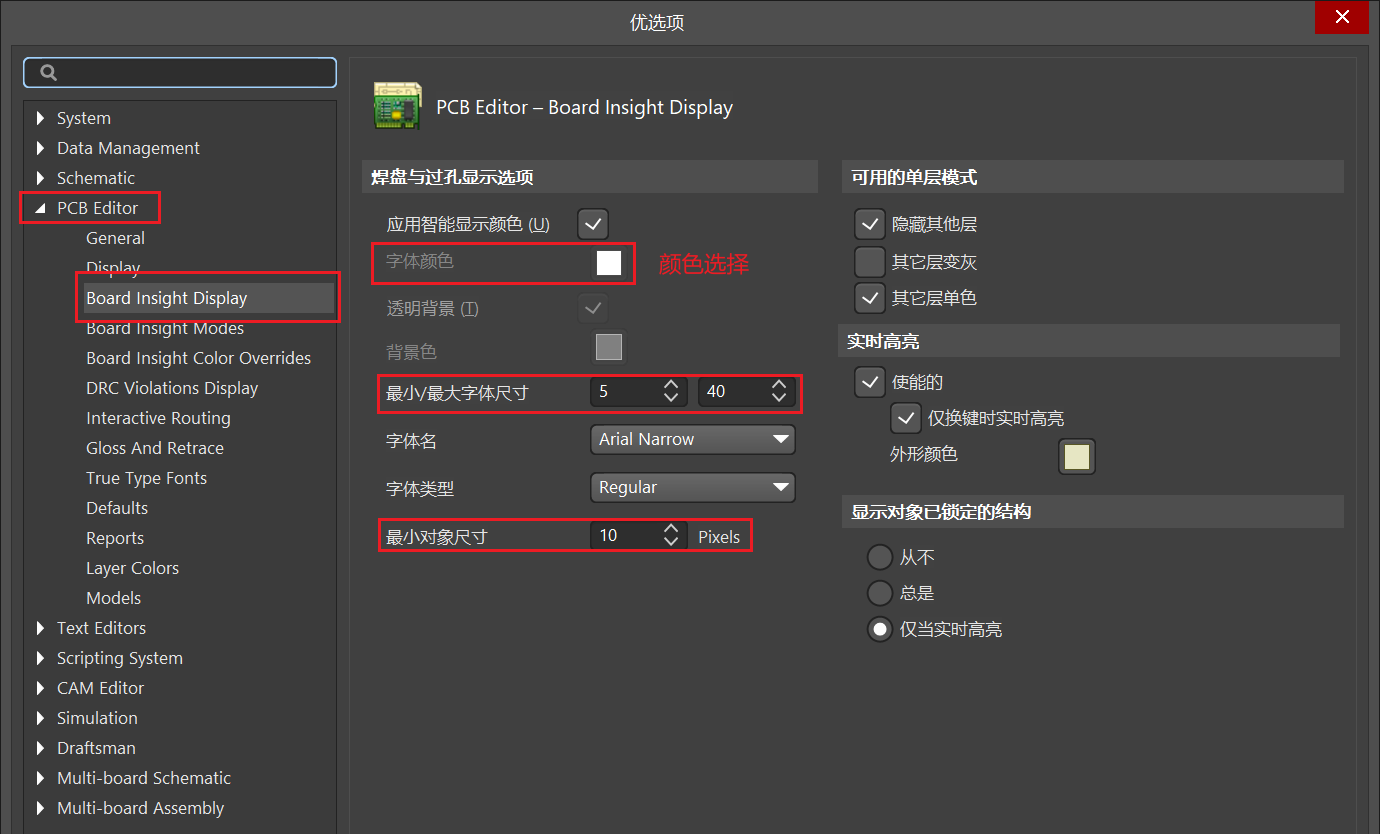 优选项
System
Data Management
Schematic
PCB Editor
General
Display
Board Insight Display
Board Insight Modes
Board Insight Color Overrides
DRC Violations Display
Interactive Routing
Gloss And Retrace
True Type Fonts
Defaults
Reports
Layer Colors
Models
Text Editors
Scripting System
CAM Editor
Simulation
Draftsman
Multi-board Schematic
Multi-board Assembly
PCB Editor – Board Insight Display
焊盘与过孔显示选项
应用智能显示颜色 (U)
字体颜色
颜色选择
透明背景 (T)
背景色
最小/最大字体尺寸 5 40
字体名 Arial Narrow
字体类型 Regular
最小对象尺寸 10 Pixels
可用的单层模式
隐藏其他层
其它层变灰
其它层单色
实时高亮
使能的
仅换键时实时高亮
外形颜色
显示对象已锁定的结构
从不
总是
仅当实时高亮